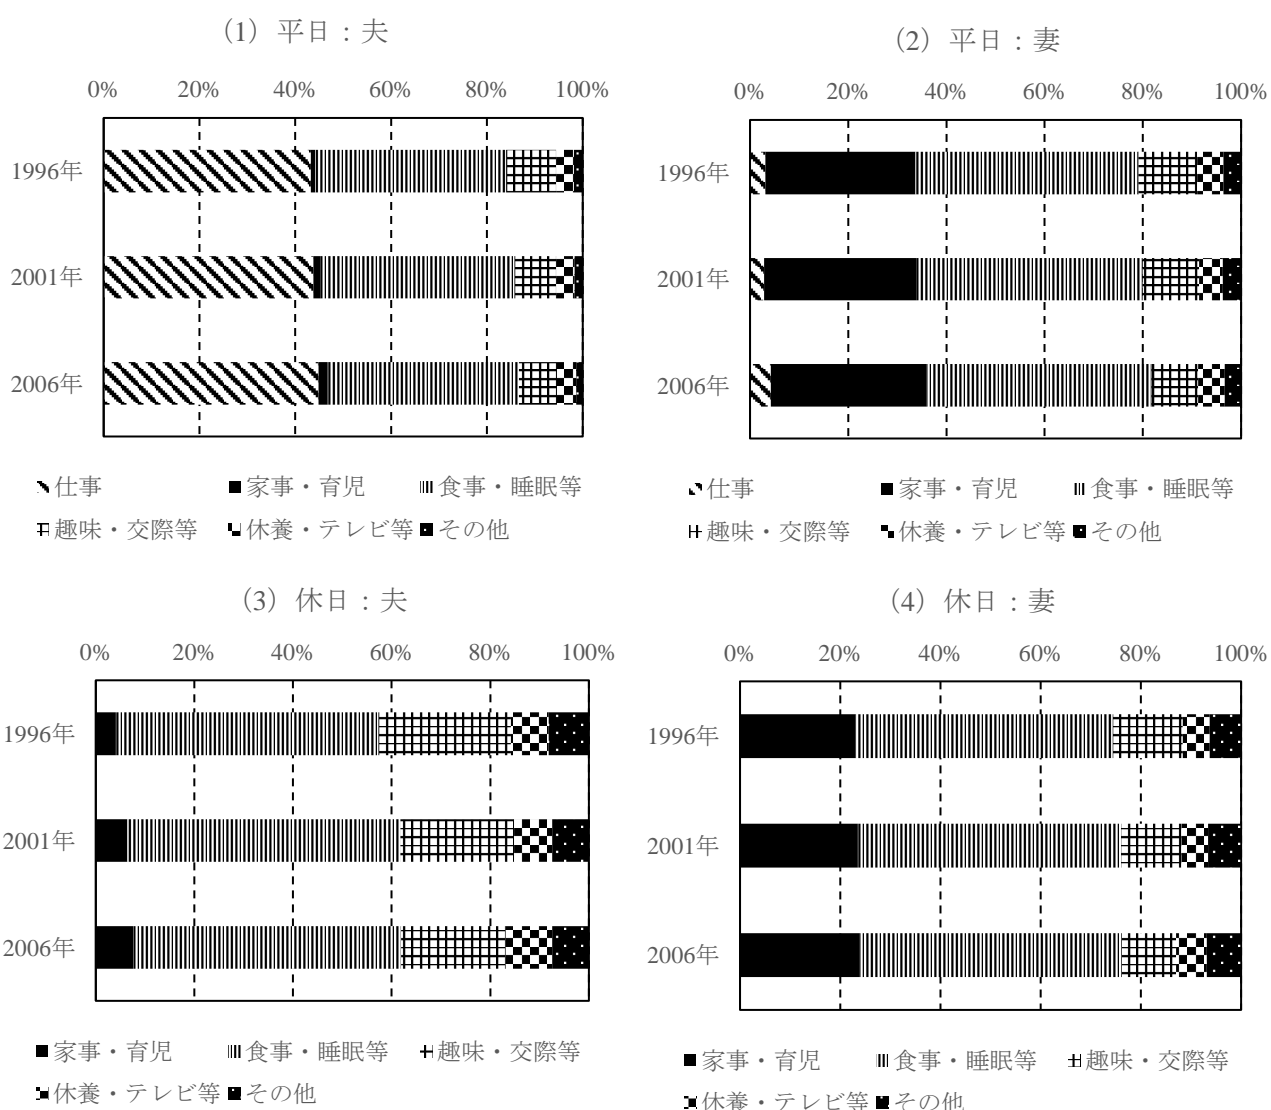 (1) 平日：夫
0% 20% 40% 60% 80% 100%
1996年
2001年
2006年
仕事 家事・育児 食事・睡眠等
趣味・交際等 休養・テレビ等 その他
(2) 平日：妻
0% 20% 40% 60% 80% 100%
1996年
2001年
2006年
仕事 家事・育児 食事・睡眠等
趣味・交際等 休養・テレビ等 その他
(3) 休日：夫
0% 20% 40% 60% 80% 100%
1996年
2001年
2006年
家事・育児 食事・睡眠等 趣味・交際等
休養・テレビ等 その他
(4) 休日：妻
0% 20% 40% 60% 80% 100%
1996年
2001年
2006年
家事・育児 食事・睡眠等 趣味・交際等
休養・テレビ等 その他